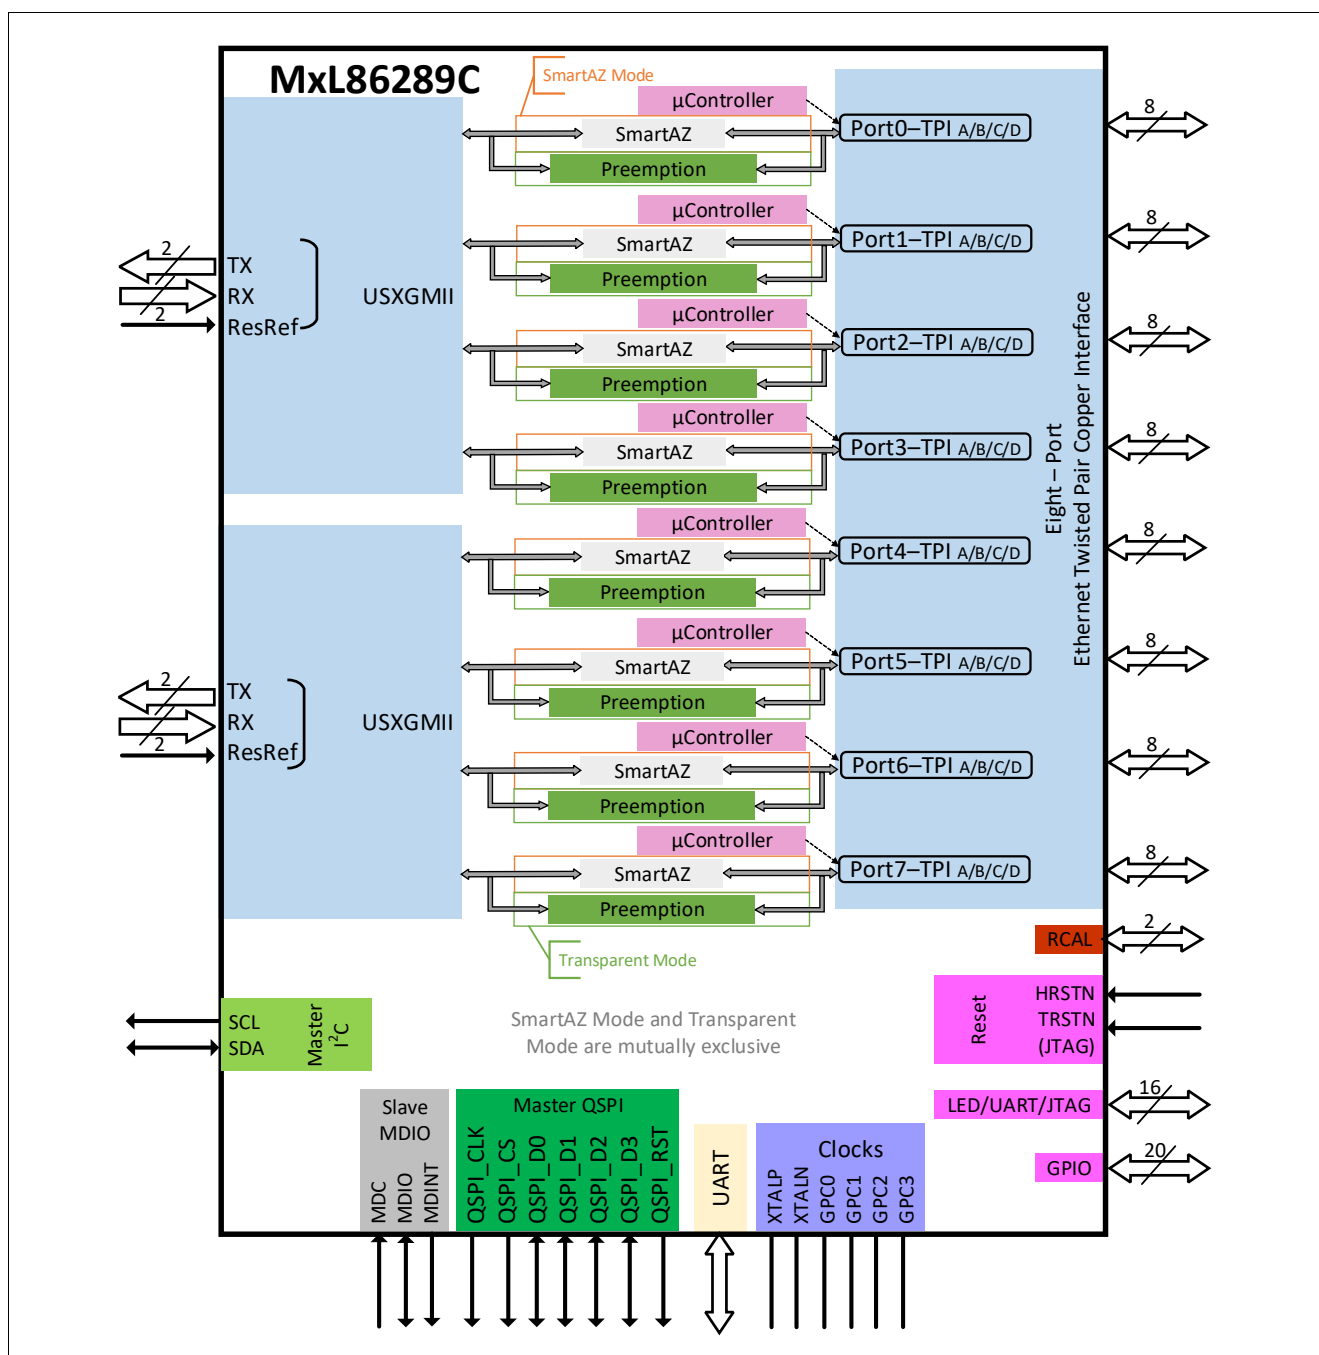 MxL86289C
SmartAZ Mode
µController
SmartAZ
Preemption
Port0–TPI A/B/C/D
8
µController
SmartAZ
Preemption
Port1–TPI A/B/C/D
8
µController
SmartAZ
Preemption
Port2–TPI A/B/C/D
8
µController
SmartAZ
Preemption
Port3–TPI A/B/C/D
8
µController
SmartAZ
Preemption
Port4–TPI A/B/C/D
8
µController
SmartAZ
Preemption
Port5–TPI A/B/C/D
8
µController
SmartAZ
Preemption
Port6–TPI A/B/C/D
8
µController
SmartAZ
Preemption
Port7–TPI A/B/C/D
8
2
TX
2
RX
2
ResRef
USXGMII
2
TX
2
RX
2
ResRef
USXGMII
Eight – Port
Ethernet Twisted Pair Copper Interface
Transparent Mode
SmartAZ Mode and Transparent
Mode are mutually exclusive
RCAL
2
Reset
HRSTN
TRSTN
(JTAG)
LED/UART/JTAG
16
GPIO
20
SCL
SDA
Master
I²C
Slave
MDIO
MDC
MDIO
MDINT
Master QSPI
QSPI_CLK
QSPI_CS
QSPI_D0
QSPI_D1
QSPI_D2
QSPI_D3
QSPI_RST
UART
Clocks
XTALP
XTALN
GPC0
GPC1
GPC2
GPC3